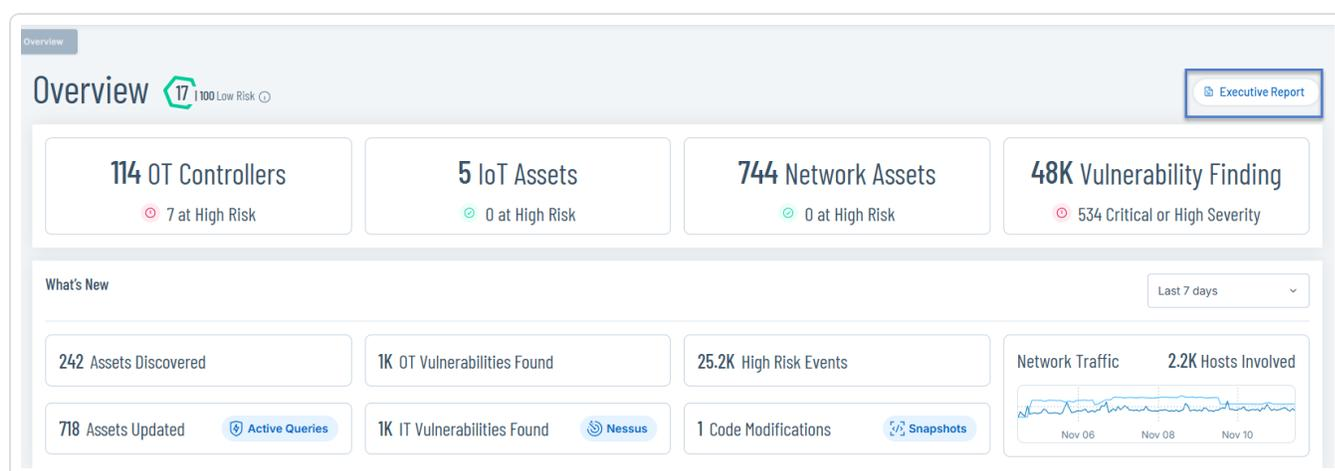 Overview
Overview 17 | 100 Low Risk
Executive Report
114 OT Controllers
7 at High Risk
5 IoT Assets
0 at High Risk
744 Network Assets
0 at High Risk
48K Vulnerability Finding
534 Critical or High Severity
What's New
Last 7 days
242 Assets Discovered
1K OT Vulnerabilities Found
25.2K High Risk Events
Network Traffic 2.2K Hosts Involved
Nov 06 Nov 08 Nov 10
718 Assets Updated Active Queries
1K IT Vulnerabilities Found Nessus
1 Code Modifications Snapshots